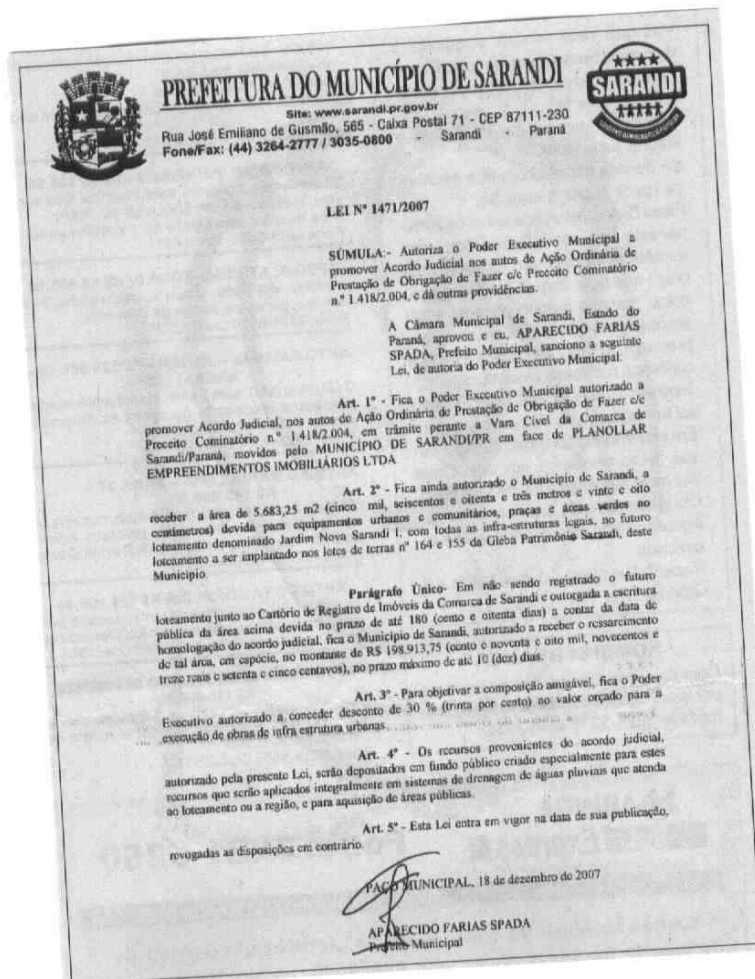 PREFEITURA DO MUNICÍPIO DE SARANDI
Site: www.sarandi.pr.gov.br
Rua José Emiliano de Gusmão, 565 - Caixa Postal 71 - CEP 87111-230
Fone/Fax: (44) 3264-2777 / 3035-0800 - Sarandi - Paraná
SARANDI
LEI Nº 1471/2007
SÚMULA:- Autoriza o Poder Executivo Municipal a
promover Acordo Judicial nos autos de Ação Ordinária de
Prestação de Obrigação de Fazer c/c Preceito Cominatório
n.º 1.418/2.004, e dá outras providências.
A Câmara Municipal de Sarandi, Estado do
Paraná, aprovou e eu, APARECIDO FARIAS
SPADA, Prefeito Municipal, sanciono a seguinte
Lei, de autoria do Poder Executivo Municipal:
Art. 1º - Fica o Poder Executivo Municipal autorizado a
promover Acordo Judicial, nos autos de Ação Ordinária de Prestação de Obrigação de Fazer c/c
Preceito Cominatório n.º 1.418/2.004, em trâmite perante a Vara Cível da Comarca de
Sarandi/Paraná, movidos pelo MUNICÍPIO DE SARANDI/PR em face de PLANOLLAR
EMPREENDIMENTOS IMOBILIÁRIOS LTDA
Art. 2º - Fica ainda autorizado o Município de Sarandi, a
receber a área de 5.683,25 m2 (cinco mil, seiscentos e oitenta e três metros e vinte e oito
centímetros) devida para equipamentos urbanos e comunitários, praças e áreas verdes no
loteamento denominado Jardim Nova Sarandi I, com todas as infra-estruturas legais, no futuro
loteamento a ser implantado nos lotes de terras nº 164 e 155 da Gleba Patrimônio Sarandi, deste
Município.
Parágrafo Único- Em não sendo registrado o futuro
loteamento junto ao Cartório de Registro de Imóveis da Comarca de Sarandi e outorgada a escritura
pública da área acima devida no prazo de até 180 (cento e oitenta dias) a contar da data de
homologação do acordo judicial, fica o Município de Sarandi, autorizado a receber o ressarcimento
de tal área, em espécie, no montante de R$ 198.913,75 (cento e noventa e oito mil, novecentos e
treze reais e setenta e cinco centavos), no prazo máximo de até 10 (dez) dias.
Art. 3º - Para objetivar a composição amigável, fica o Poder
Executivo autorizado a conceder desconto de 30 % (trinta por cento) no valor orçado para a
execução de obras de infra estrutura urbanas.
Art. 4º - Os recursos provenientes do acordo judicial,
autorizado pela presente Lei, serão depositados em fundo público criado especialmente para estes
recursos que serão aplicados integralmente em sistemas de drenagem de águas pluviais que atenda
ao loteamento ou a região, e para aquisição de áreas públicas.
Art. 5º - Esta Lei entra em vigor na data de sua publicação,
revogadas as disposições em contrário.
PAÇO MUNICIPAL, 18 de dezembro de 2007
APARECIDO FARIAS SPADA
Prefeito Municipal